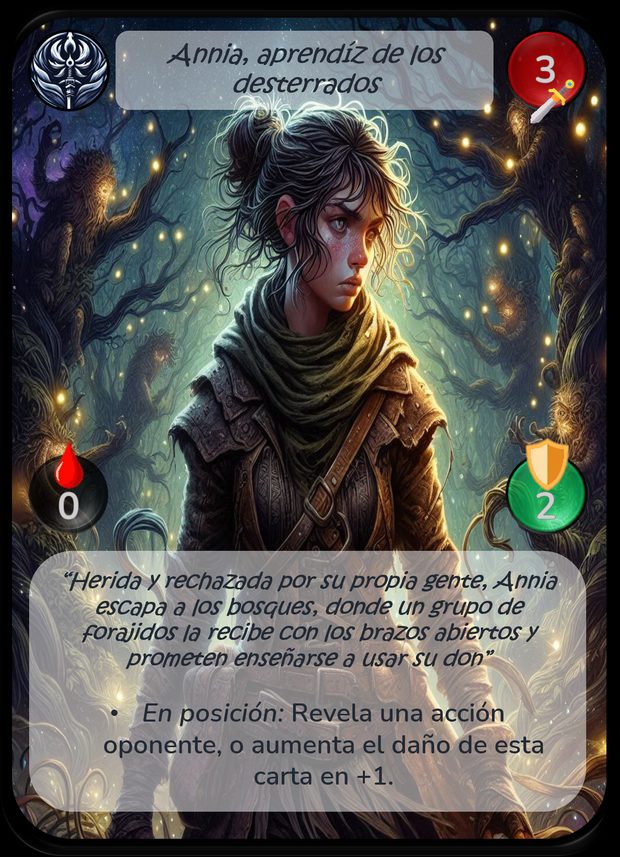 Annia, aprendíz de los
desterrados
3
0
2
“Herida y rechazada por su propia gente, Annia
escapa a los bosques, donde un grupo de
forajidos la recibe con los brazos abiertos y
prometen enseñarse a usar su don”
• En posición: Revela una acción
oponente, o aumenta el daño de esta
carta en +1.